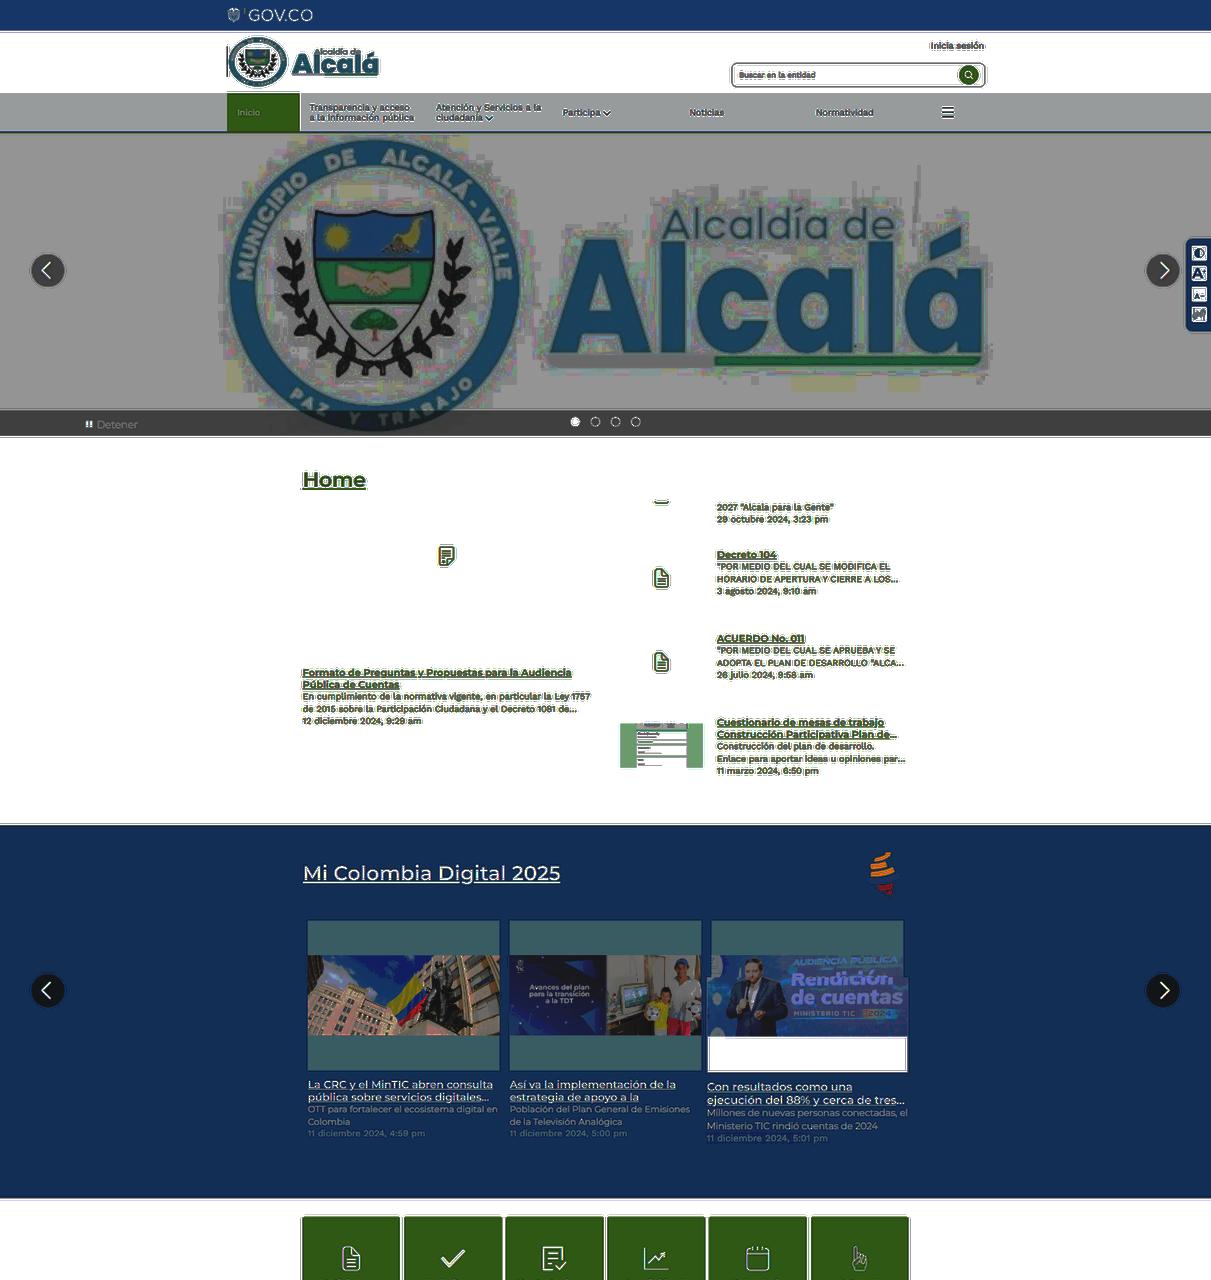 GOV.CO
Alcaldía de
Alcalá
Inicia sesión
Buscar en la entidad
Inicio
Transparencia y acceso
a la información pública
Atención y Servicios a la
ciudadanía
Participa
Noticias
Normatividad
MUNICIPIO DE ALCALÁ - VALLE
PAZ Y TRABAJO
Alcaldía de
Alcalá
Detener
Home
2027 "Alcala para la Gente"
29 octubre 2024, 3:23 pm
Decreto 104
"POR MEDIO DEL CUAL SE MODIFICA EL
HORARIO DE APERTURA Y CIERRE A LOS...
3 agosto 2024, 9:10 am
ACUERDO No. 011
"POR MEDIO DEL CUAL SE APRUEBA Y SE
ADOPTA EL PLAN DE DESARROLLO "ALCA...
26 julio 2024, 9:58 am
Formato de Preguntas y Propuestas para la Audiencia
Pública de Cuentas
En cumplimiento de la normativa vigente, en particular la Ley 1757
de 2015 sobre la Participación Ciudadana y el Decreto 1081 de...
12 diciembre 2024, 9:29 am
Cuestionario de mesas de trabajo
Construcción Participativa Plan de...
Construcción del plan de desarrollo.
Enlace para aportar ideas u opiniones par...
11 marzo 2024, 6:50 pm
Mi Colombia Digital 2025
Avances del plan
para la transición
a la TDT
AUDIENCIA PÚBLICA
Rendición
de cuentas
MINISTERIO TIC 2024
La CRC y el MinTIC abren consulta
pública sobre servicios digitales...
OTT para fortalecer el ecosistema digital en
Colombia
11 diciembre 2024, 4:59 pm
Así va la implementación de la
estrategia de apoyo a la
Población del Plan General de Emisiones
de la Televisión Analógica
11 diciembre 2024, 5:00 pm
Con resultados como una
ejecución del 88% y cerca de tres...
Millones de nuevas personas conectadas, el
Ministerio TIC rindió cuentas de 2024
11 diciembre 2024, 5:01 pm